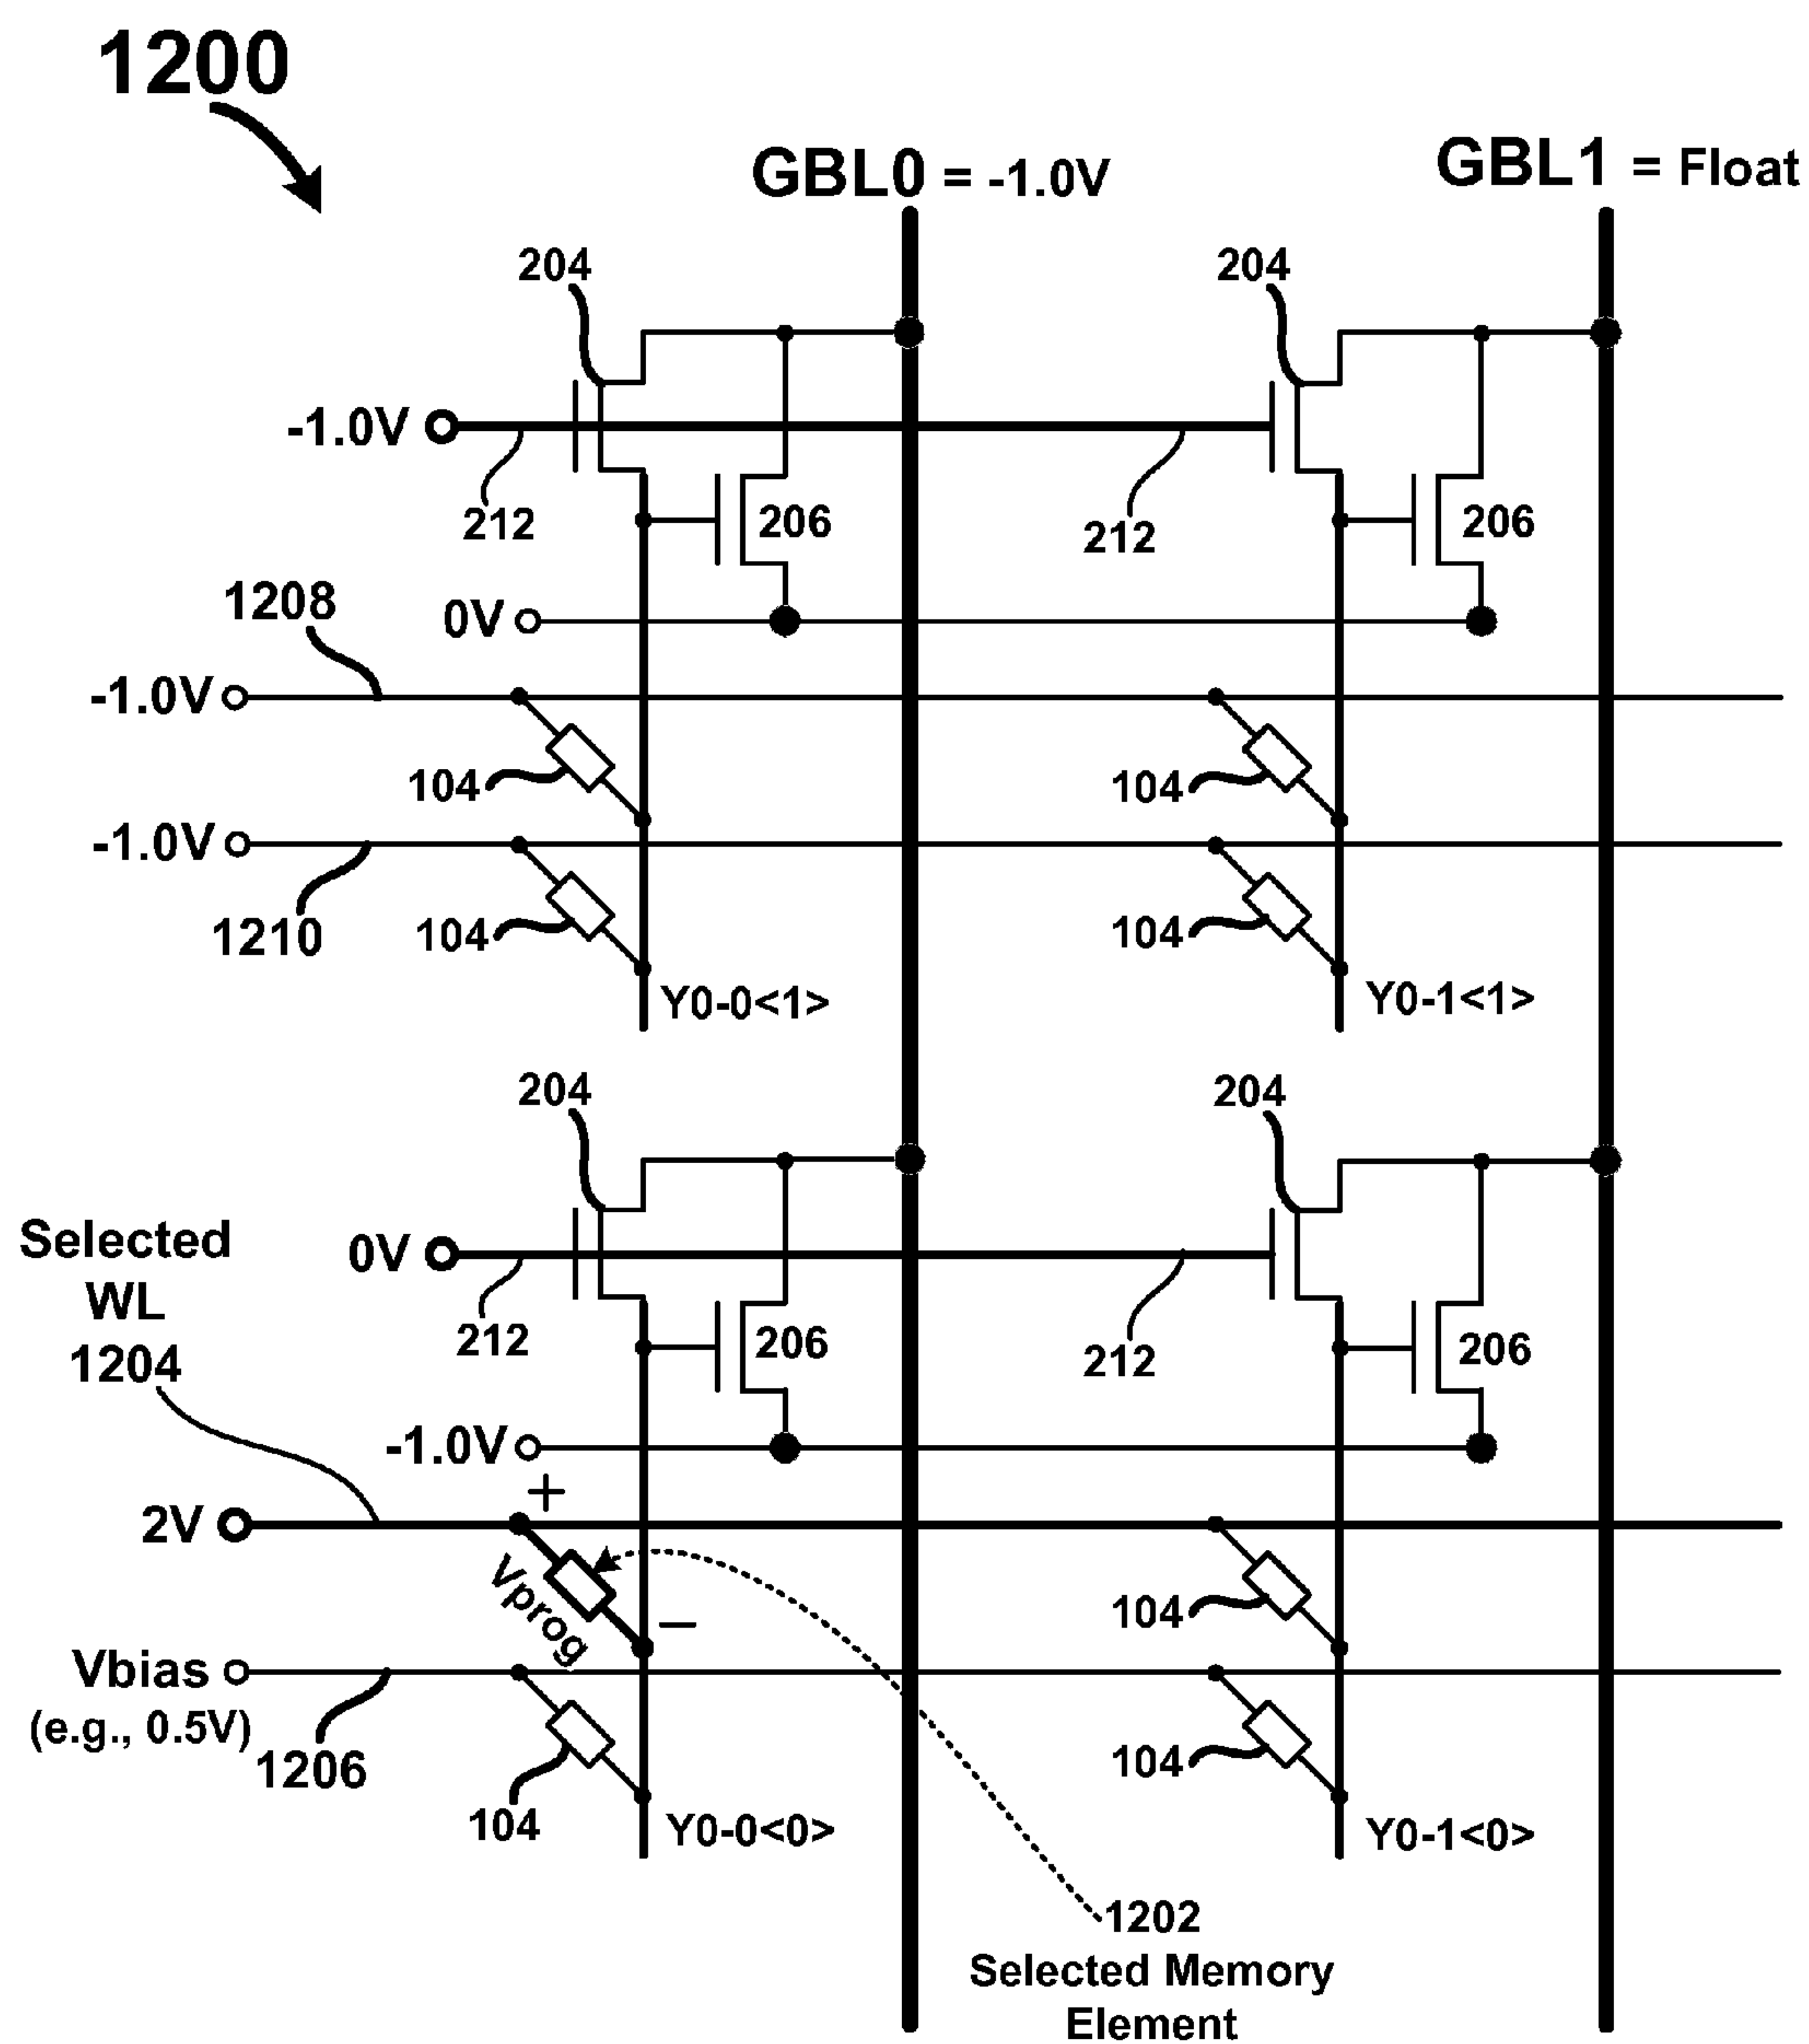 1200
GBL0 = -1.0V
GBL1 = Float
204
204
-1.0V
212
206
212
206
1208
0V
-1.0V
104
104
-1.0V
1210
104
104
Y0-0<1>
Y0-1<1>
204
204
Selected
WL
1204
0V
212
206
212
206
-1.0V
+
2V
Vprog
–
104
Vbias
(e.g., 0.5V)
1206
104
104
Y0-0<0>
Y0-1<0>
1202
Selected Memory
Element